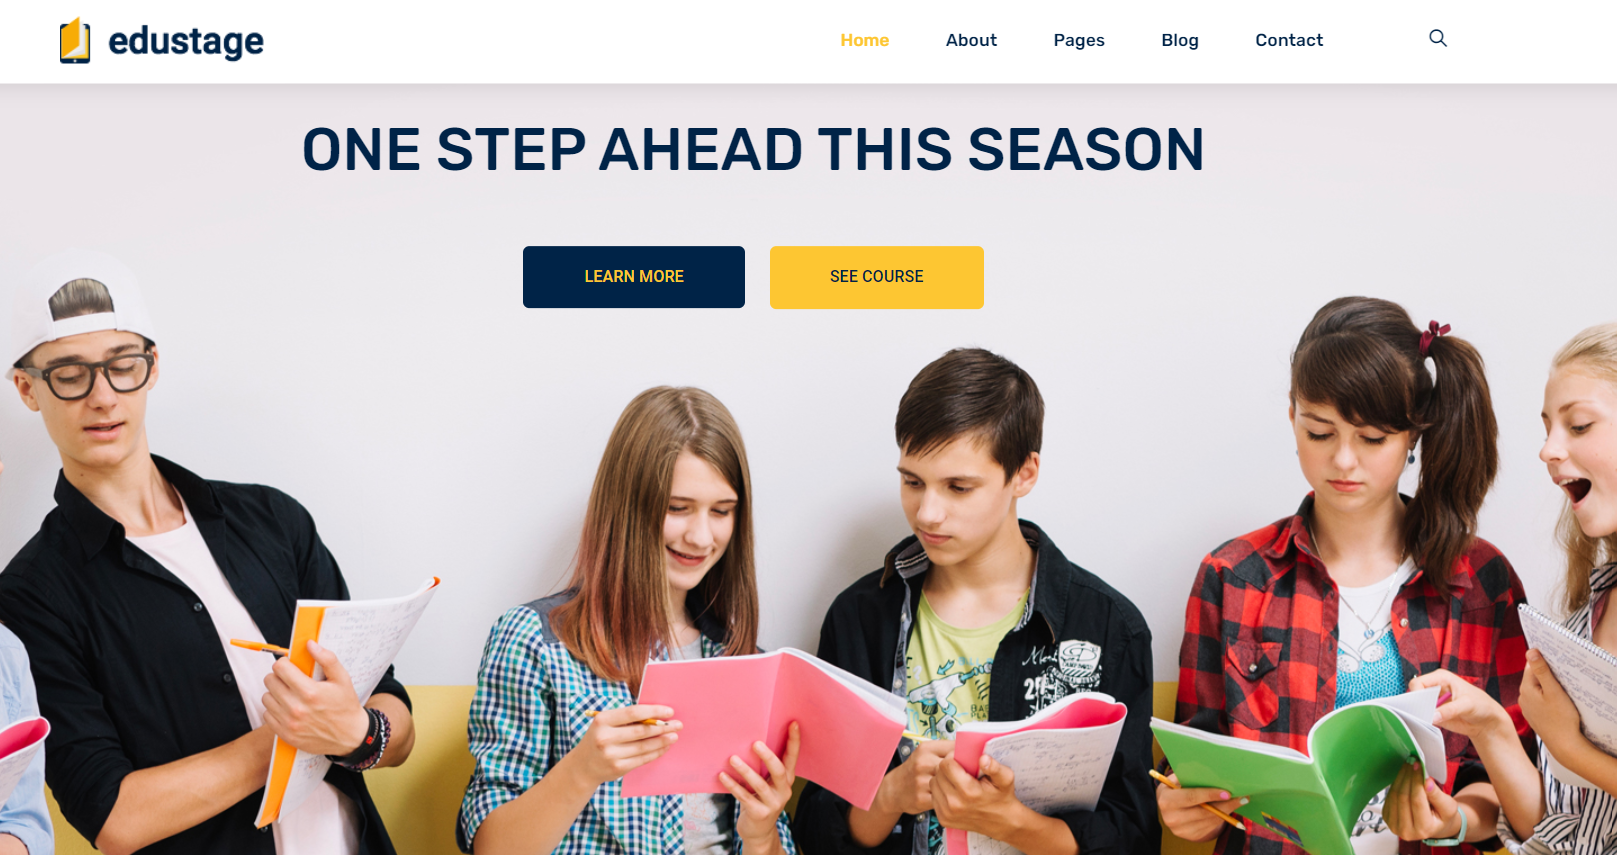 edustage
Home About Pages Blog Contact
ONE STEP AHEAD THIS SEASON
LEARN MORE SEE COURSE